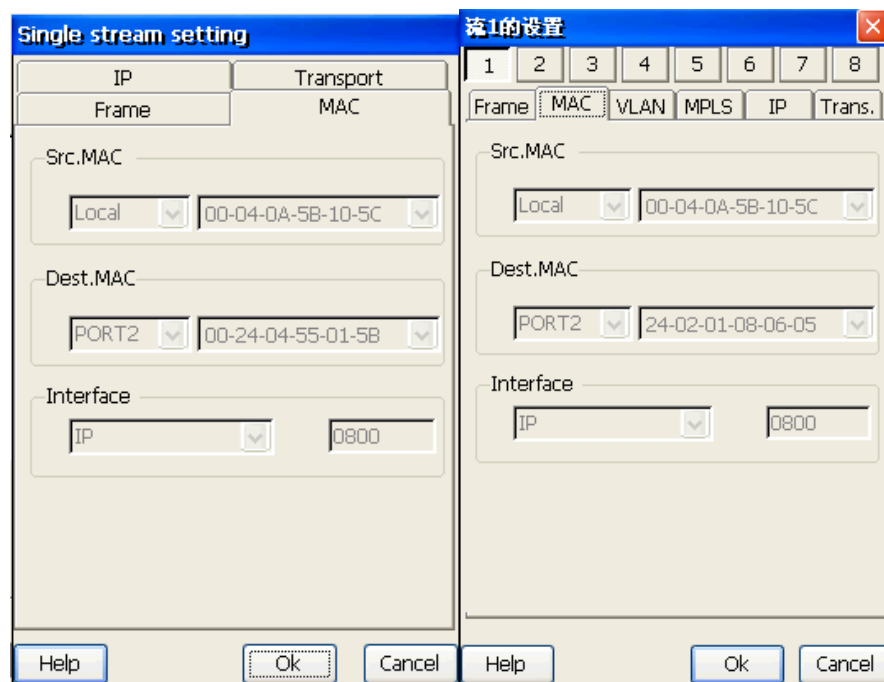 Single stream setting
IP Transport
Frame MAC
Src.MAC
Local 00-04-0A-5B-10-5C
Dest.MAC
PORT2 00-24-04-55-01-5B
Interface
IP 0800
Help Ok Cancel
流1的设置
1 2 3 4 5 6 7 8
Frame MAC VLAN MPLS IP Trans.
Src.MAC
Local 00-04-0A-5B-10-5C
Dest.MAC
PORT2 24-02-01-08-06-05
Interface
IP 0800
Help Ok Cancel